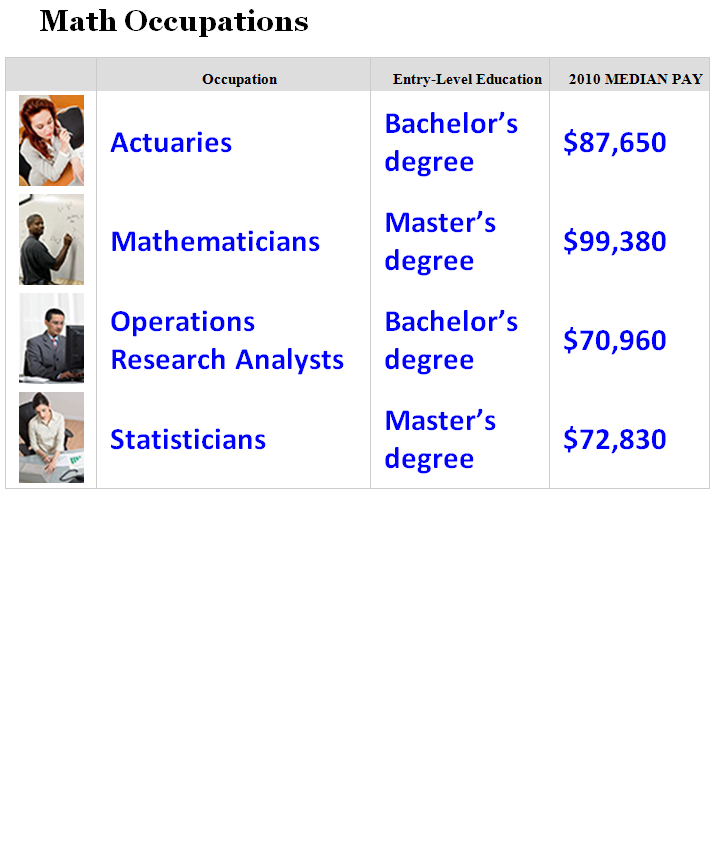 Math Occupations
Occupation Entry-Level Education 2010 MEDIAN PAY
Actuaries Bachelor’s degree $87,650
Mathematicians Master’s degree $99,380
Operations Research Analysts Bachelor’s degree $70,960
Statisticians Master’s degree $72,830